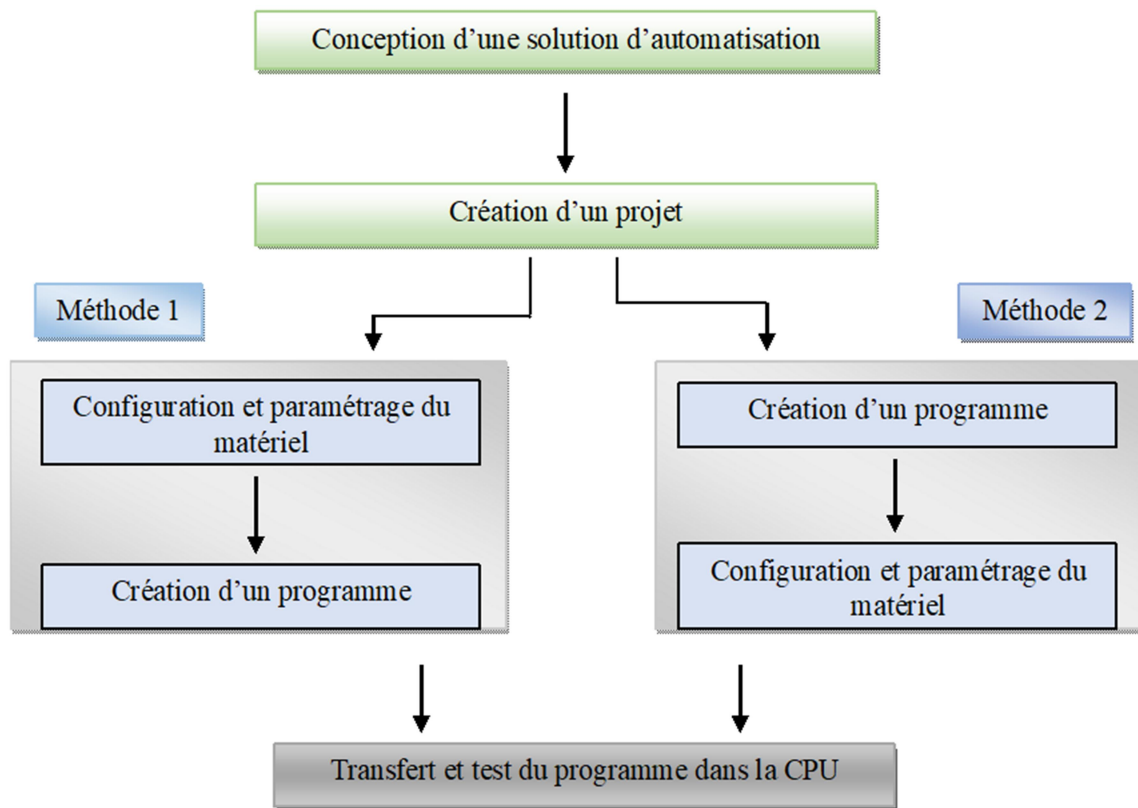 Conception d’une solution d’automatisation
Création d’un projet
Méthode 1
Méthode 2
Configuration et paramétrage du
matériel
Création d’un programme
Création d’un programme
Configuration et paramétrage du
matériel
Transfert et test du programme dans la CPU